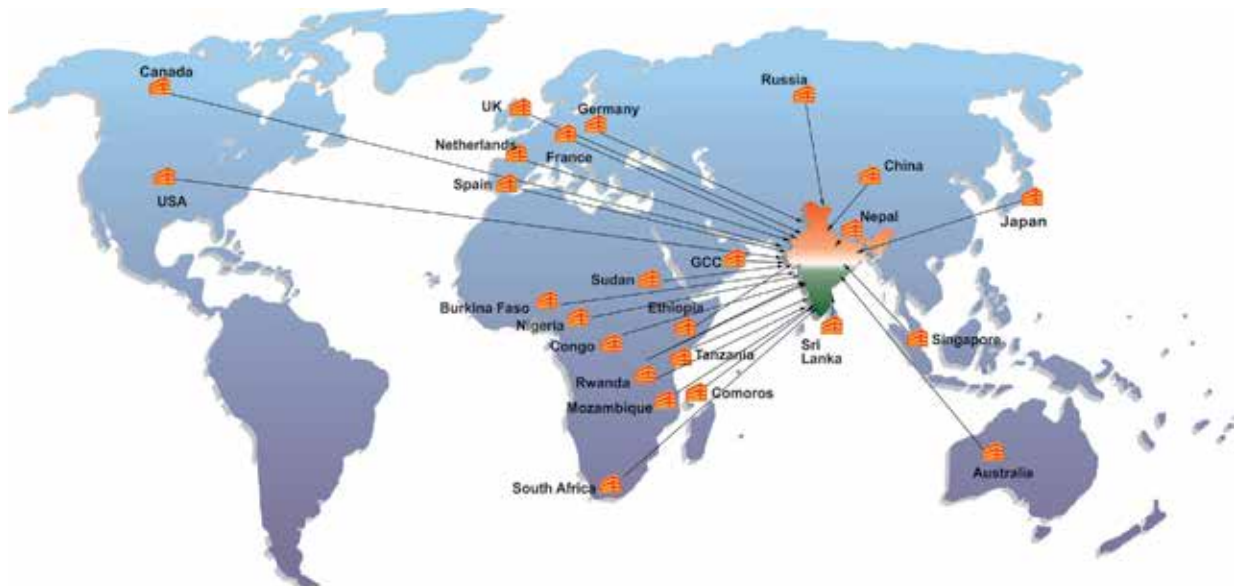 Canada
Russia
UK
Germany
Netherlands
France
China
Spain
USA
Japan
Nepal
GCC
Sudan
Burkina Faso
Ethiopia
Nigeria
Congo
Singapore
Sri
Lanka
Tanzania
Rwanda
Comoros
Mozambique
Australia
South Africa